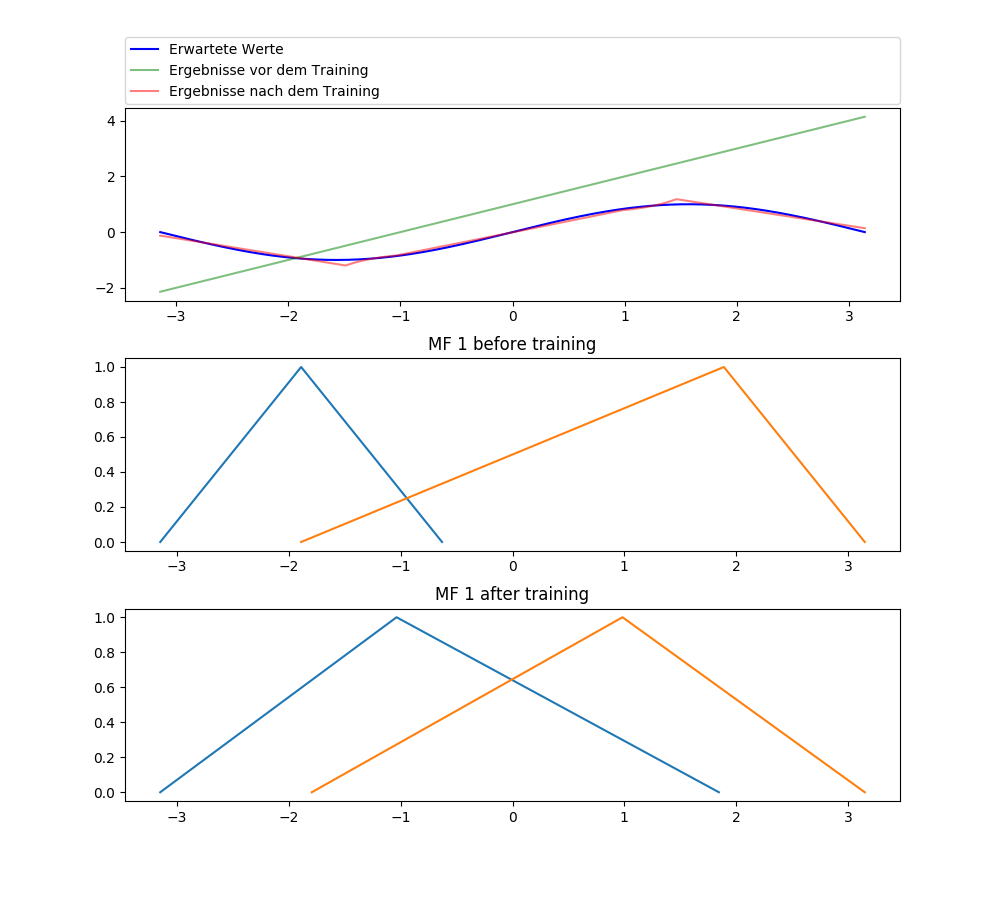 Erwartete Werte
Ergebnisse vor dem Training
Ergebnisse nach dem Training
4
2
0
−2
−3 −2 −1 0 1 2 3
MF 1 before training
1.0
0.8
0.6
0.4
0.2
0.0
−3 −2 −1 0 1 2 3
MF 1 after training
1.0
0.8
0.6
0.4
0.2
0.0
−3 −2 −1 0 1 2 3